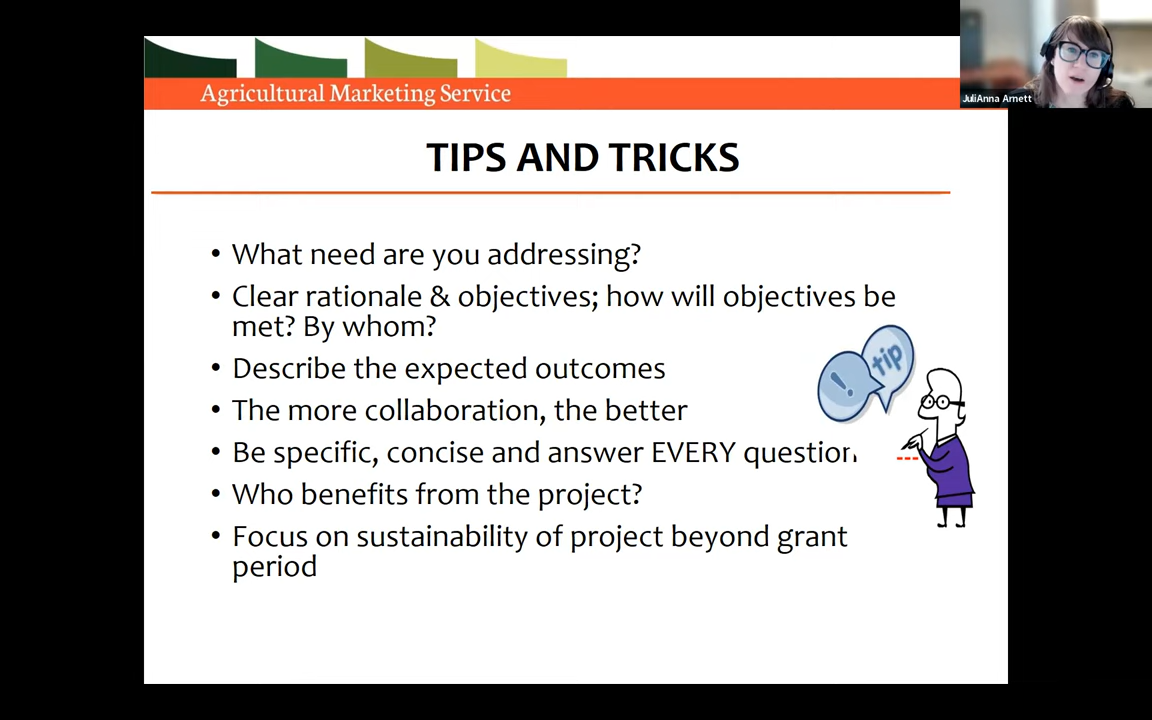 Agricultural Marketing Service
JuliAnna Arnett
TIPS AND TRICKS
• What need are you addressing?
• Clear rationale & objectives; how will objectives be
met? By whom?
• Describe the expected outcomes
! tip
• The more collaboration, the better
• Be specific, concise and answer EVERY question
• Who benefits from the project?
• Focus on sustainability of project beyond grant
period